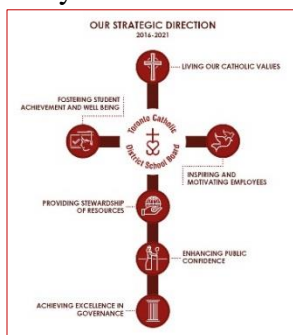 OUR STRATEGIC DIRECTION
2016-2021
LIVING OUR CATHOLIC VALUES
FOSTERING STUDENT
ACHIEVEMENT AND WELL BEING
Toronto Catholic
District School Board
INSPIRING AND
MOTIVATING EMPLOYEES
PROVIDING STEWARDSHIP
OF RESOURCES
ENHANCING PUBLIC
CONFIDENCE
ACHIEVING EXCELLENCE IN
GOVERNANCE